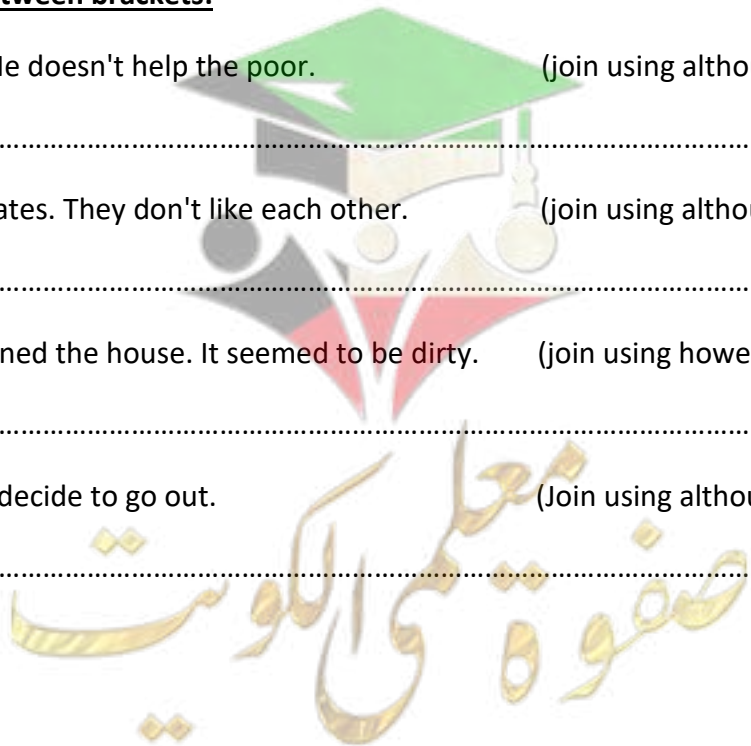 tween brackets:
He doesn't help the poor. (join using altho
……………………………………………………………………………
ates. They don't like each other. (join using althou
……………………………………………………………………………
ned the house. It seemed to be dirty. (join using howe
……………………………………………………………………………
decide to go out. (Join using althou
……………………………………………………………………………
صفوة معلمى الكويت